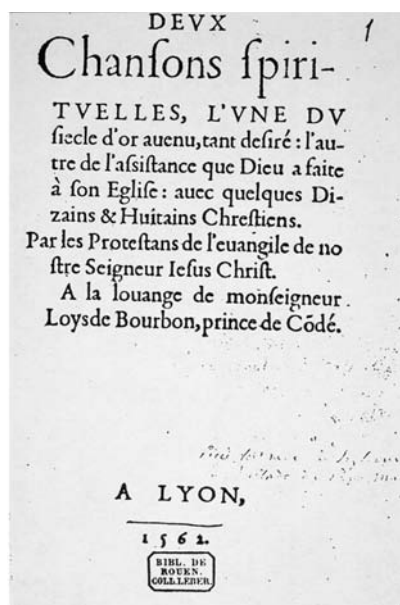 DEVX
1
Chanſons ſpiri-
TVELLES, L'VNE DV
ſiecle d'or auenu, tant deſiré : l'au-
tre de l'aſsiſtance que Dieu a faite
à ſon Egliſe : auec quelques Di-
zains & Huitains Chreſtiens.
Par les Proteſtans de l'euangile de no
ſtre Seigneur Ieſus Chriſt.
A la louange de monſeigneur
Loys de Bourbon, prince de Cōdé.
A LYON,
1562.
BIBL. DE
ROUEN.
COLL. LEBER.